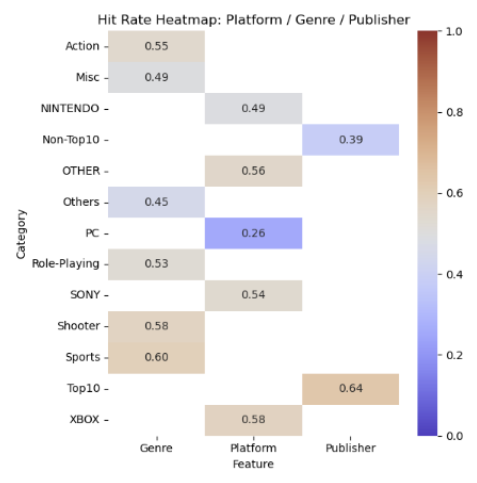 Hit Rate Heatmap: Platform / Genre / Publisher
Action 0.55
Misc 0.49
NINTENDO 0.49
Non-Top10 0.39
OTHER 0.56
Others 0.45
PC 0.26
Role-Playing 0.53
SONY 0.54
Shooter 0.58
Sports 0.60
Top10 0.64
XBOX 0.58
Category
Genre Platform Publisher
Feature
1.0
0.8
0.6
0.4
0.2
0.0